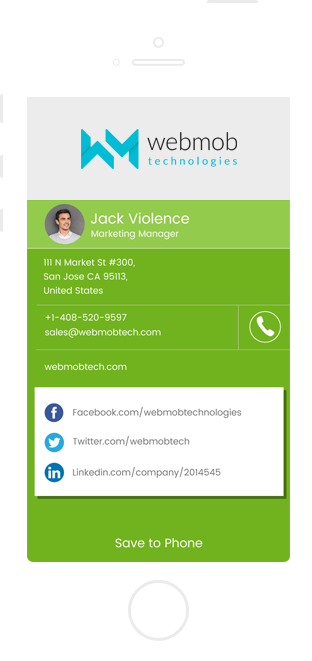 webmob
technologies
Jack Violence
Marketing Manager
111 N Market St #300,
San Jose CA 95113,
United States
+1-408-520-9597
sales@webmobtech.com
webmobtech.com
Facebook.com/webmobtechnologies
Twitter.com/webmobtech
Linkedin.com/company/2014545
Save to Phone